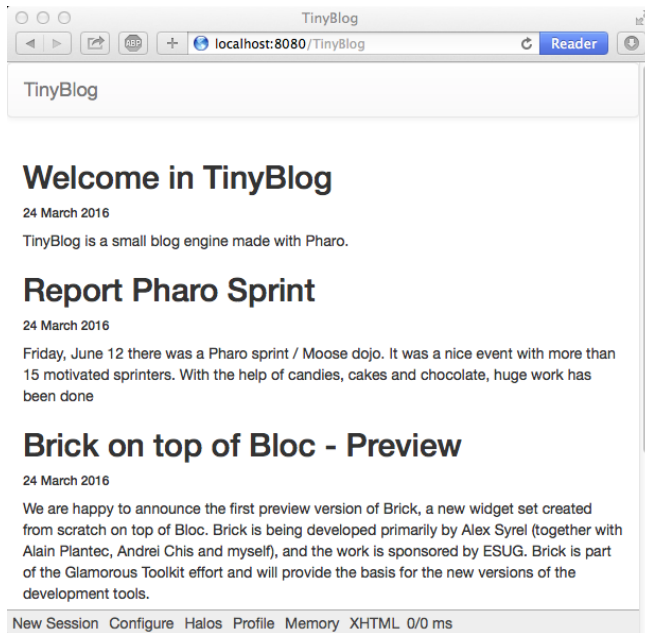 TinyBlog
ABP
localhost:8080/TinyBlog
Reader
TinyBlog
Welcome in TinyBlog
24 March 2016
TinyBlog is a small blog engine made with Pharo.
Report Pharo Sprint
24 March 2016
Friday, June 12 there was a Pharo sprint / Moose dojo. It was a nice event with more than
15 motivated sprinters. With the help of candies, cakes and chocolate, huge work has
been done
Brick on top of Bloc - Preview
24 March 2016
We are happy to announce the first preview version of Brick, a new widget set created
from scratch on top of Bloc. Brick is being developed primarily by Alex Syrel (together with
Alain Plantec, Andrei Chis and myself), and the work is sponsored by ESUG. Brick is part
of the Glamorous Toolkit effort and will provide the basis for the new versions of the
development tools.
New Session Configure Halos Profile Memory XHTML 0/0 ms